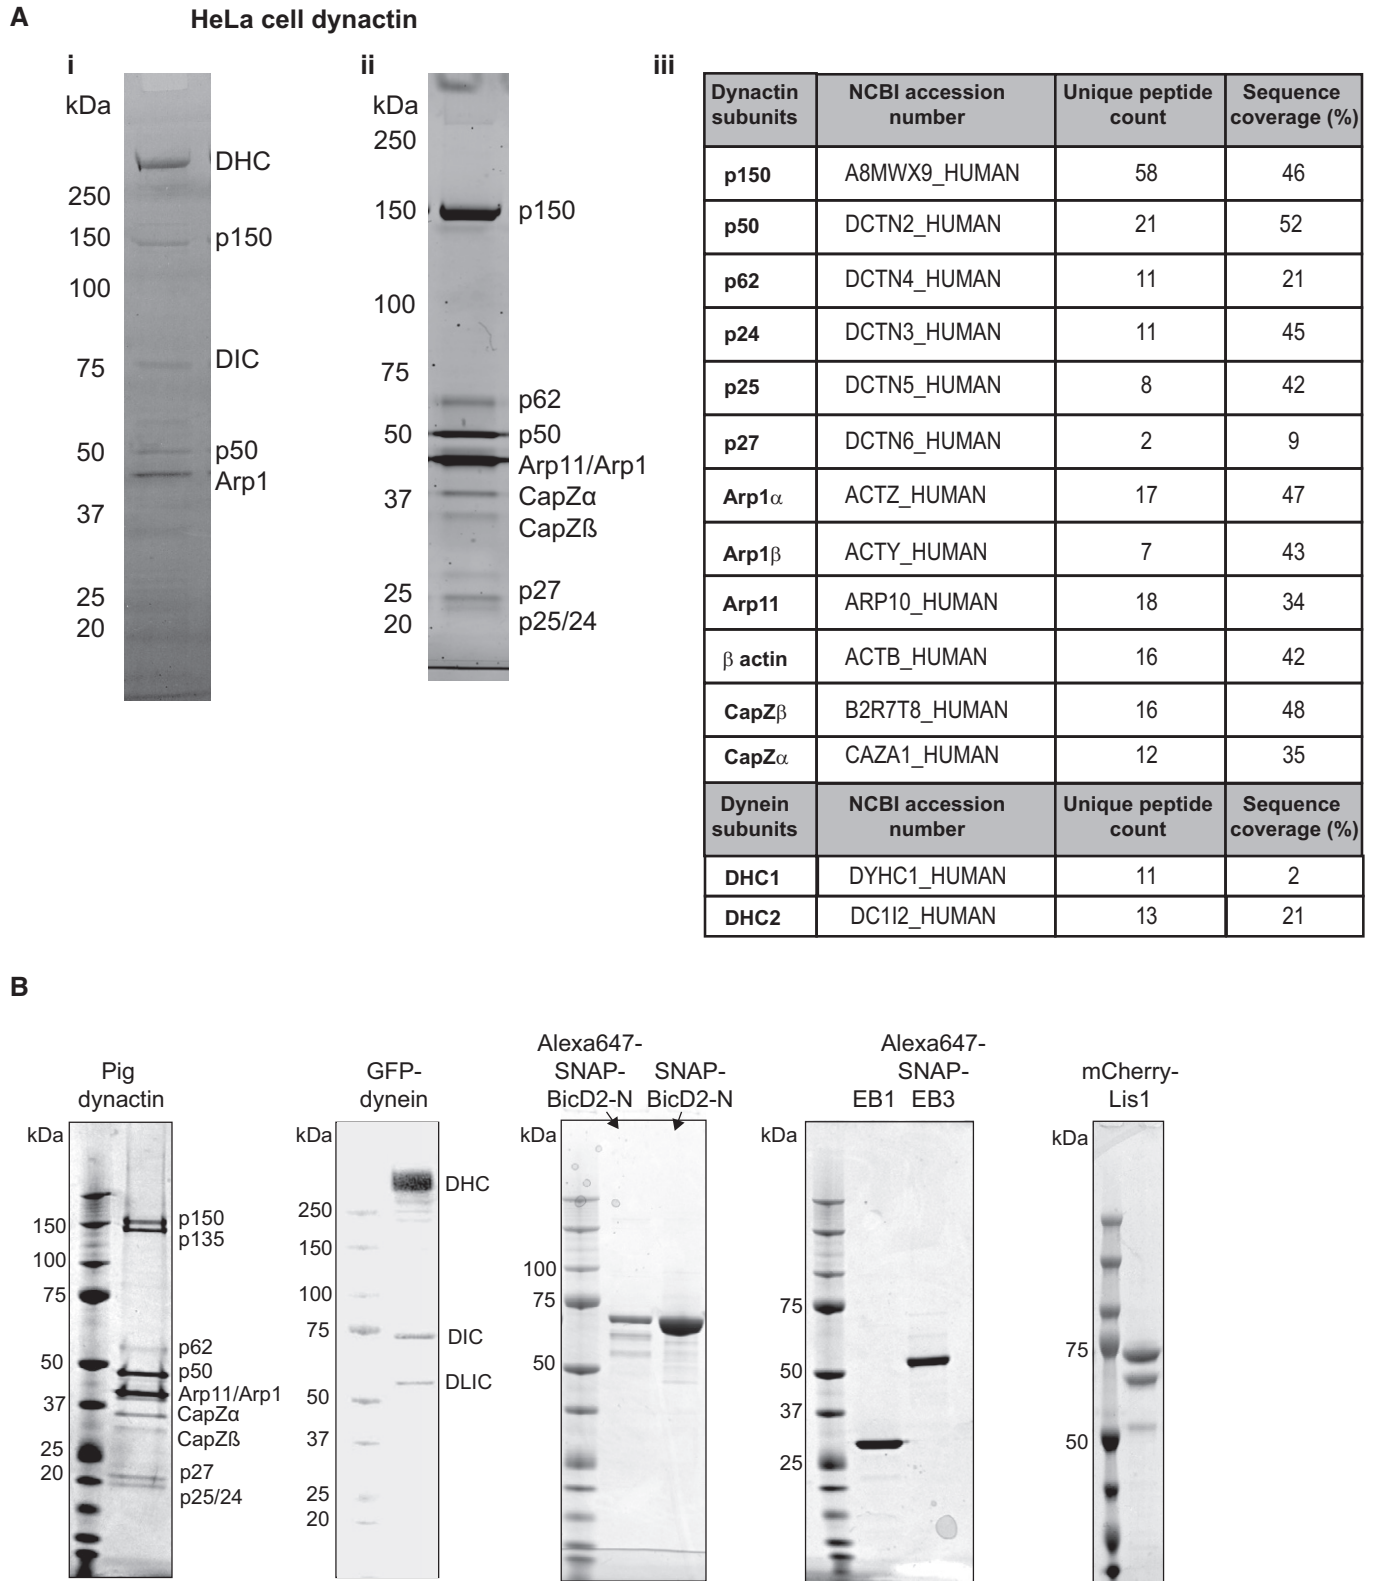 A
HeLa cell dynactin
i
kDa
250
150
100
75
50
37
25
20
DHC
p150
DIC
p50
Arp1
ii
kDa
250
150
100
75
50
37
25
20
p150
p62
p50
Arp11/Arp1
CapZα
CapZß
p27
p25/24
iii
Dynactin subunits NCBI accession number Unique peptide count Sequence coverage (%)
p150 A8MWX9_HUMAN 58 46
p50 DCTN2_HUMAN 21 52
p62 DCTN4_HUMAN 11 21
p24 DCTN3_HUMAN 11 45
p25 DCTN5_HUMAN 8 42
p27 DCTN6_HUMAN 2 9
Arp1α ACTZ_HUMAN 17 47
Arp1β ACTY_HUMAN 7 43
Arp11 ARP10_HUMAN 18 34
β actin ACTB_HUMAN 16 42
CapZβ B2R7T8_HUMAN 16 48
CapZα CAZA1_HUMAN 12 35
Dynein subunits NCBI accession number Unique peptide count Sequence coverage (%)
DHC1 DYHC1_HUMAN 11 2
DHC2 DC1I2_HUMAN 13 21
B
Pig
dynactin
kDa
150
100
75
50
37
25
20
p150
p135
p62
p50
Arp11/Arp1
CapZα
CapZß
p27
p25/24
GFP-
dynein
kDa
250
150
100
75
50
37
25
20
DHC
DIC
DLIC
Alexa647-
SNAP-
BicD2-N
SNAP-
BicD2-N
kDa
100
75
50
EB1
Alexa647-
SNAP-
EB3
kDa
75
50
37
25
mCherry-
Lis1
kDa
75
50